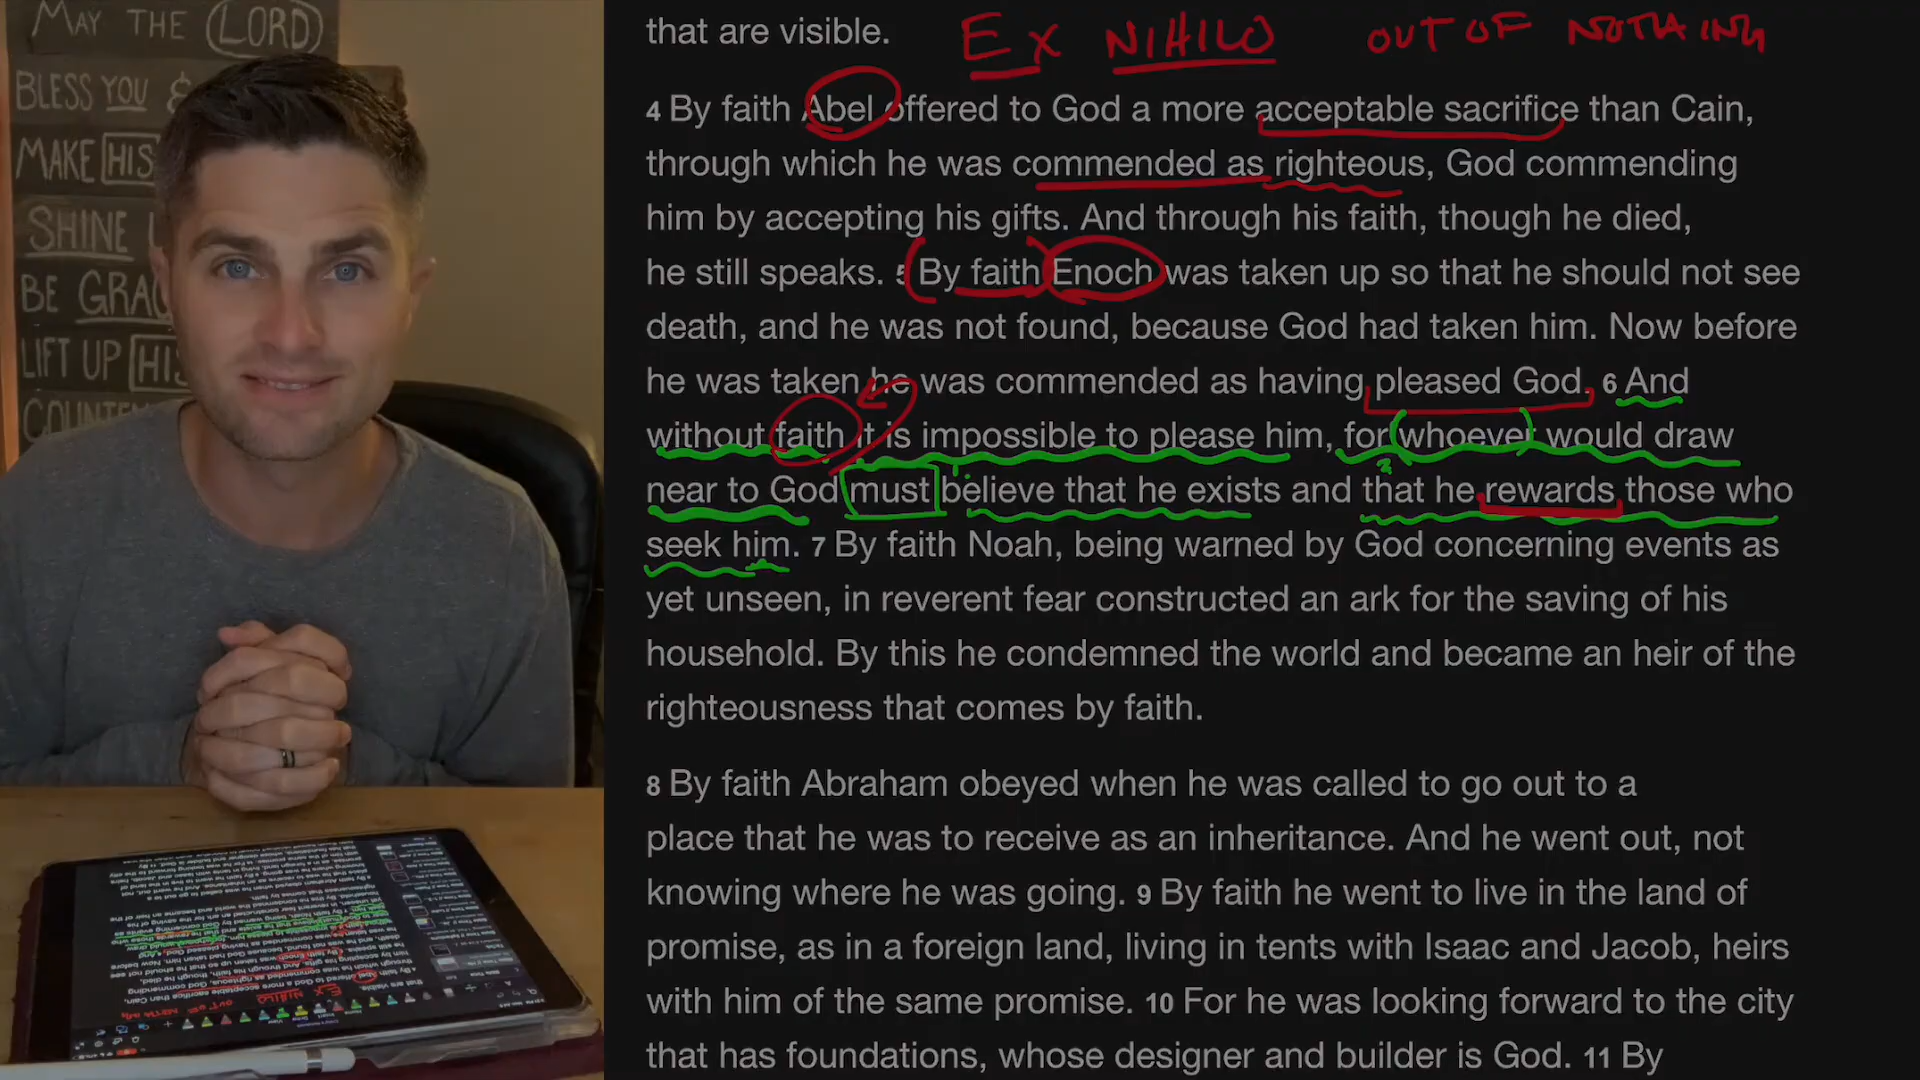 MAY THE LORD
BLESS YOU &
MAKE HIS
SHINE
BE GRAC
LIFT UP HIS
COUNTEN
that are visible. EX NIHILO OUT OF NOTHING
4 By faith Abel offered to God a more acceptable sacrifice than Cain,
through which he was commended as righteous, God commending
him by accepting his gifts. And through his faith, though he died,
he still speaks. 5 By faith Enoch was taken up so that he should not see
death, and he was not found, because God had taken him. Now before
he was taken he was commended as having pleased God. 6 And
without faith it is impossible to please him, for whoever would draw
near to God must believe that he exists and that he rewards those who
seek him. 7 By faith Noah, being warned by God concerning events as
yet unseen, in reverent fear constructed an ark for the saving of his
household. By this he condemned the world and became an heir of the
righteousness that comes by faith.
8 By faith Abraham obeyed when he was called to go out to a
place that he was to receive as an inheritance. And he went out, not
knowing where he was going. 9 By faith he went to live in the land of
promise, as in a foreign land, living in tents with Isaac and Jacob, heirs
with him of the same promise. 10 For he was looking forward to the city
that has foundations, whose designer and builder is God. 11 By